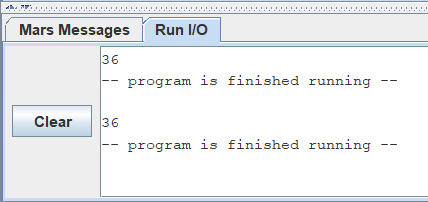 Mars Messages
Run I/O
36
-- program is finished running --
Clear
36
-- program is finished running --